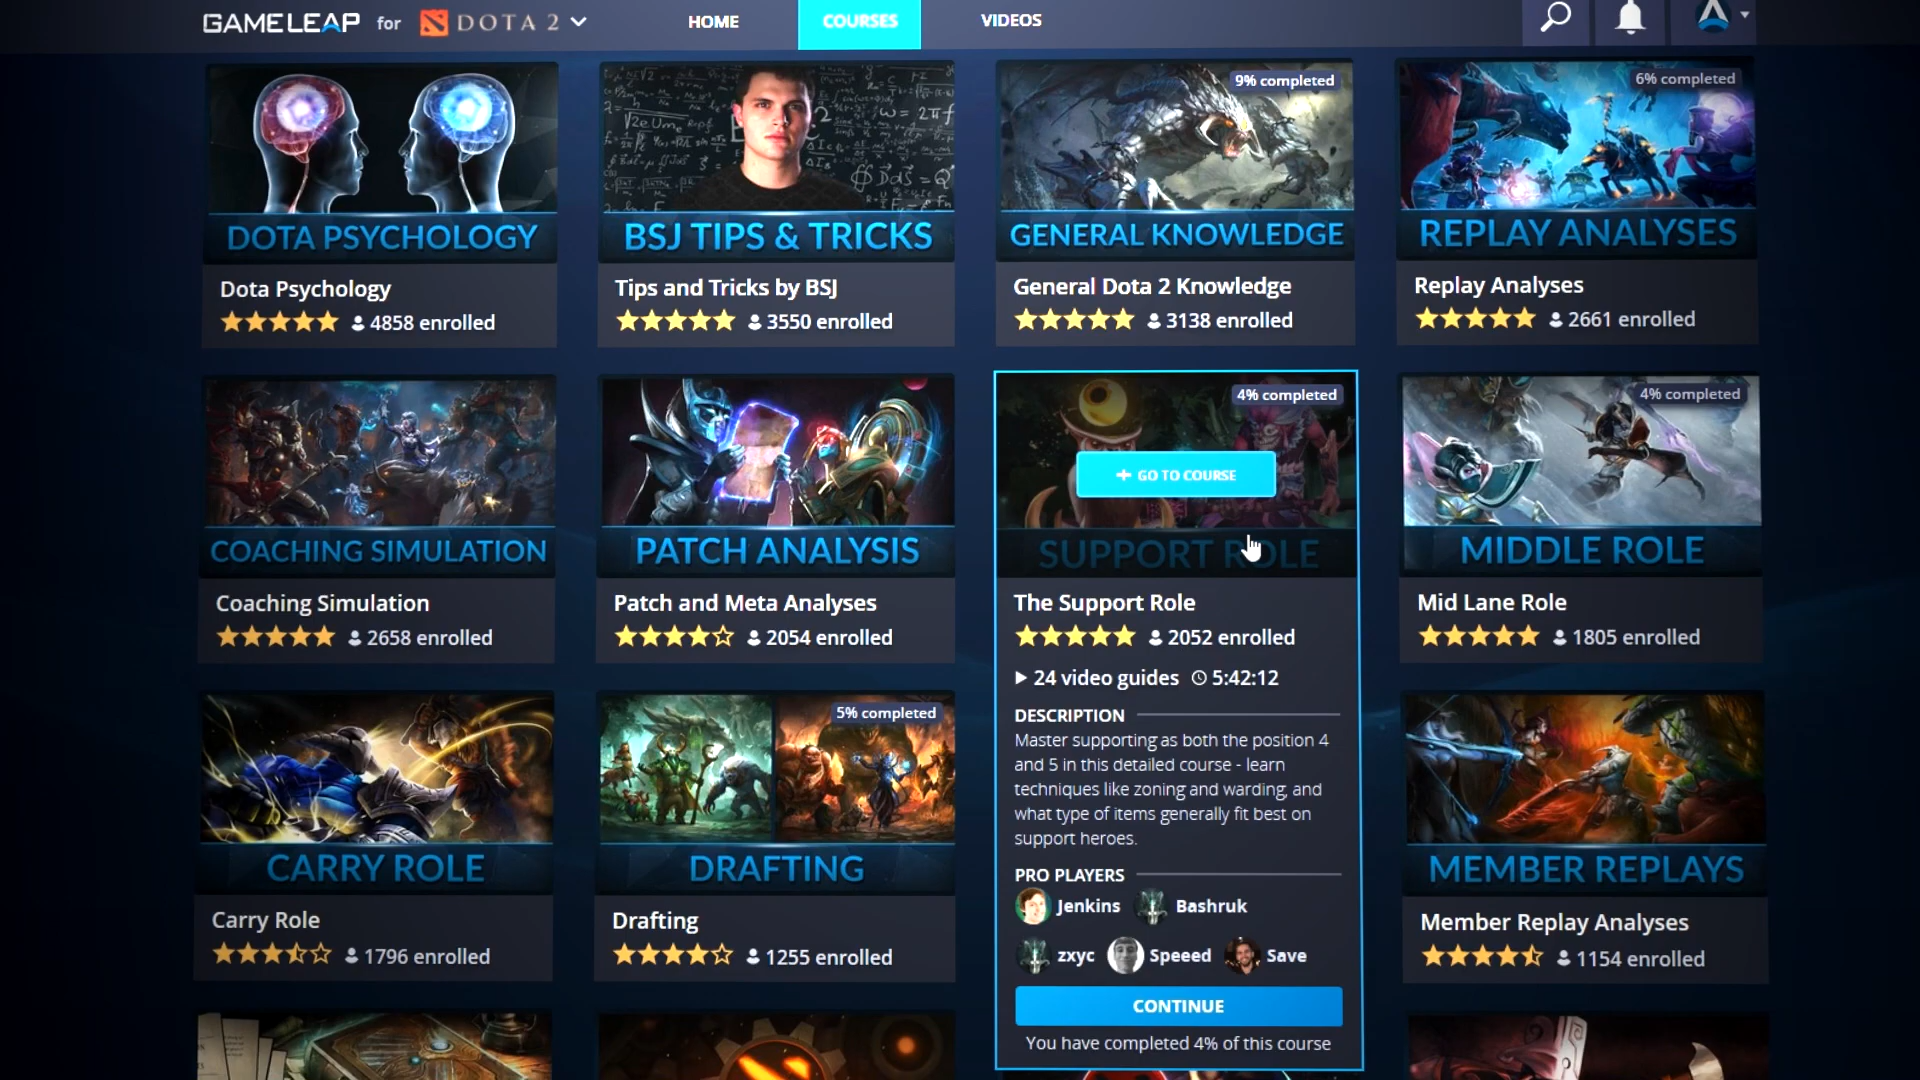 GAMELEAP for DOTA 2
HOME
COURSES
VIDEOS
DOTA PSYCHOLOGY
Dota Psychology
4858 enrolled
BSJ TIPS & TRICKS
Tips and Tricks by BSJ
3550 enrolled
9% completed
GENERAL KNOWLEDGE
General Dota 2 Knowledge
3138 enrolled
6% completed
REPLAY ANALYSES
Replay Analyses
2661 enrolled
COACHING SIMULATION
Coaching Simulation
2658 enrolled
PATCH ANALYSIS
Patch and Meta Analyses
2054 enrolled
4% completed
+ GO TO COURSE
SUPPORT ROLE
The Support Role
2052 enrolled
24 video guides 5:42:12
DESCRIPTION
Master supporting as both the position 4
and 5 in this detailed course - learn
techniques like zoning and warding, and
what type of items generally fit best on
support heroes.
PRO PLAYERS
Jenkins Bashruk
zxyc Speeed Save
CONTINUE
You have completed 4% of this course
4% completed
MIDDLE ROLE
Mid Lane Role
1805 enrolled
CARRY ROLE
Carry Role
1796 enrolled
5% completed
DRAFTING
Drafting
1255 enrolled
MEMBER REPLAYS
Member Replay Analyses
1154 enrolled